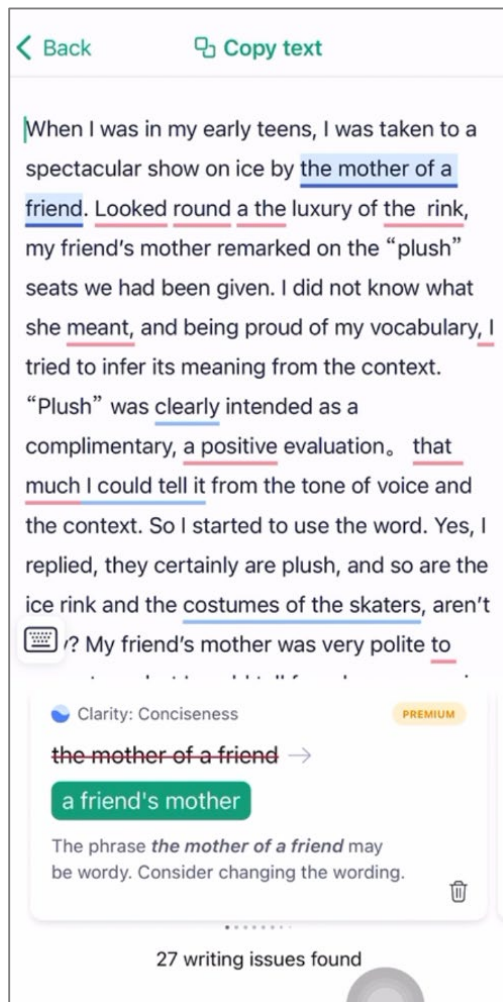 Back
Copy text
When I was in my early teens, I was taken to a
spectacular show on ice by the mother of a
friend. Looked round a the luxury of the  rink,
my friend's mother remarked on the “plush”
seats we had been given. I did not know what
she meant, and being proud of my vocabulary, I
tried to infer its meaning from the context.
“Plush” was clearly intended as a
complimentary, a positive evaluation。 that
much I could tell it from the tone of voice and
the context. So I started to use the word. Yes, I
replied, they certainly are plush, and so are the
ice rink and the costumes of the skaters, aren't
? My friend's mother was very polite to
Clarity: Conciseness
PREMIUM
the mother of a friend →
a friend's mother
The phrase the mother of a friend may
be wordy. Consider changing the wording.
27 writing issues found